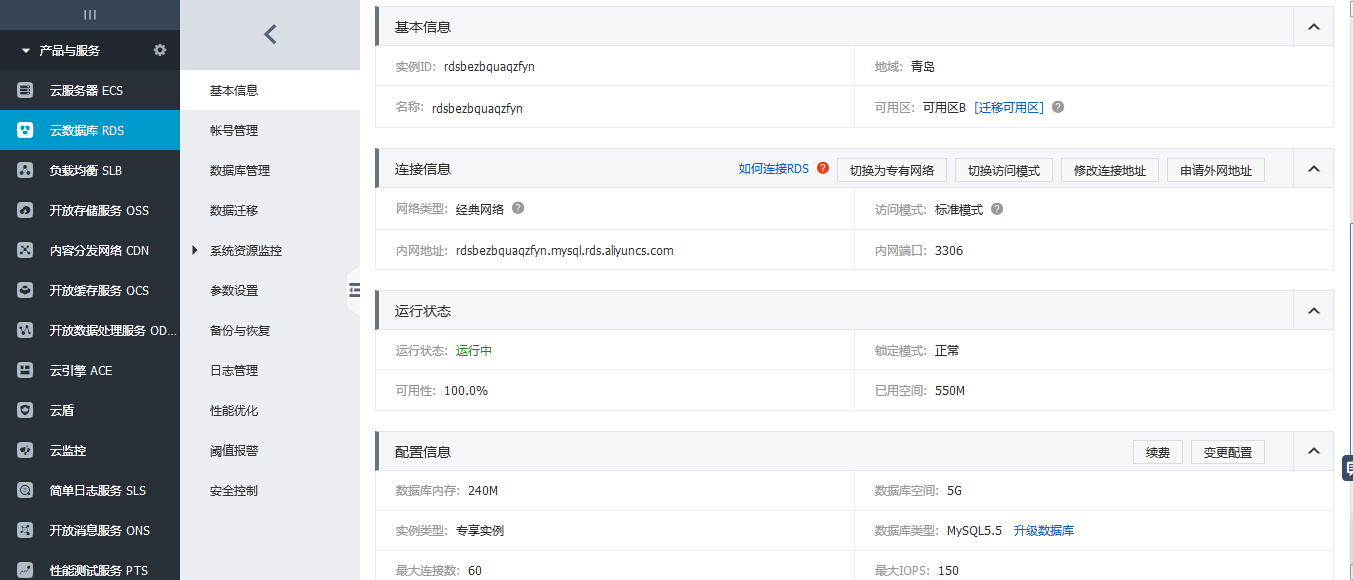 产品与服务
云服务器 ECS
云数据库 RDS
负载均衡 SLB
开放存储服务 OSS
内容分发网络 CDN
开放缓存服务 OCS
开放数据处理服务 OD...
云引擎 ACE
云盾
云监控
简单日志服务 SLS
开放消息服务 ONS
性能测试服务 PTS
基本信息
帐号管理
数据库管理
数据迁移
系统资源监控
参数设置
备份与恢复
日志管理
性能优化
阈值报警
安全控制
基本信息
实例ID: rdsbezbquaqzfyn
地域: 青岛
名称: rdsbezbquaqzfyn
可用区: 可用区B [迁移可用区] ?
连接信息 如何连接RDS ? 切换为专有网络 切换访问模式 修改连接地址 申请外网地址
网络类型: 经典网络 ?
访问模式: 标准模式 ?
内网地址: rdsbezbquaqzfyn.mysql.rds.aliyuncs.com
内网端口: 3306
运行状态
运行状态: 运行中
锁定模式: 正常
可用性: 100.0%
已用空间: 550M
配置信息 续费 变更配置
数据库内存: 240M
数据库空间: 5G
实例类型: 专享实例
数据库类型: MySQL5.5 升级数据库
最大连接数: 60
最大IOPS: 150